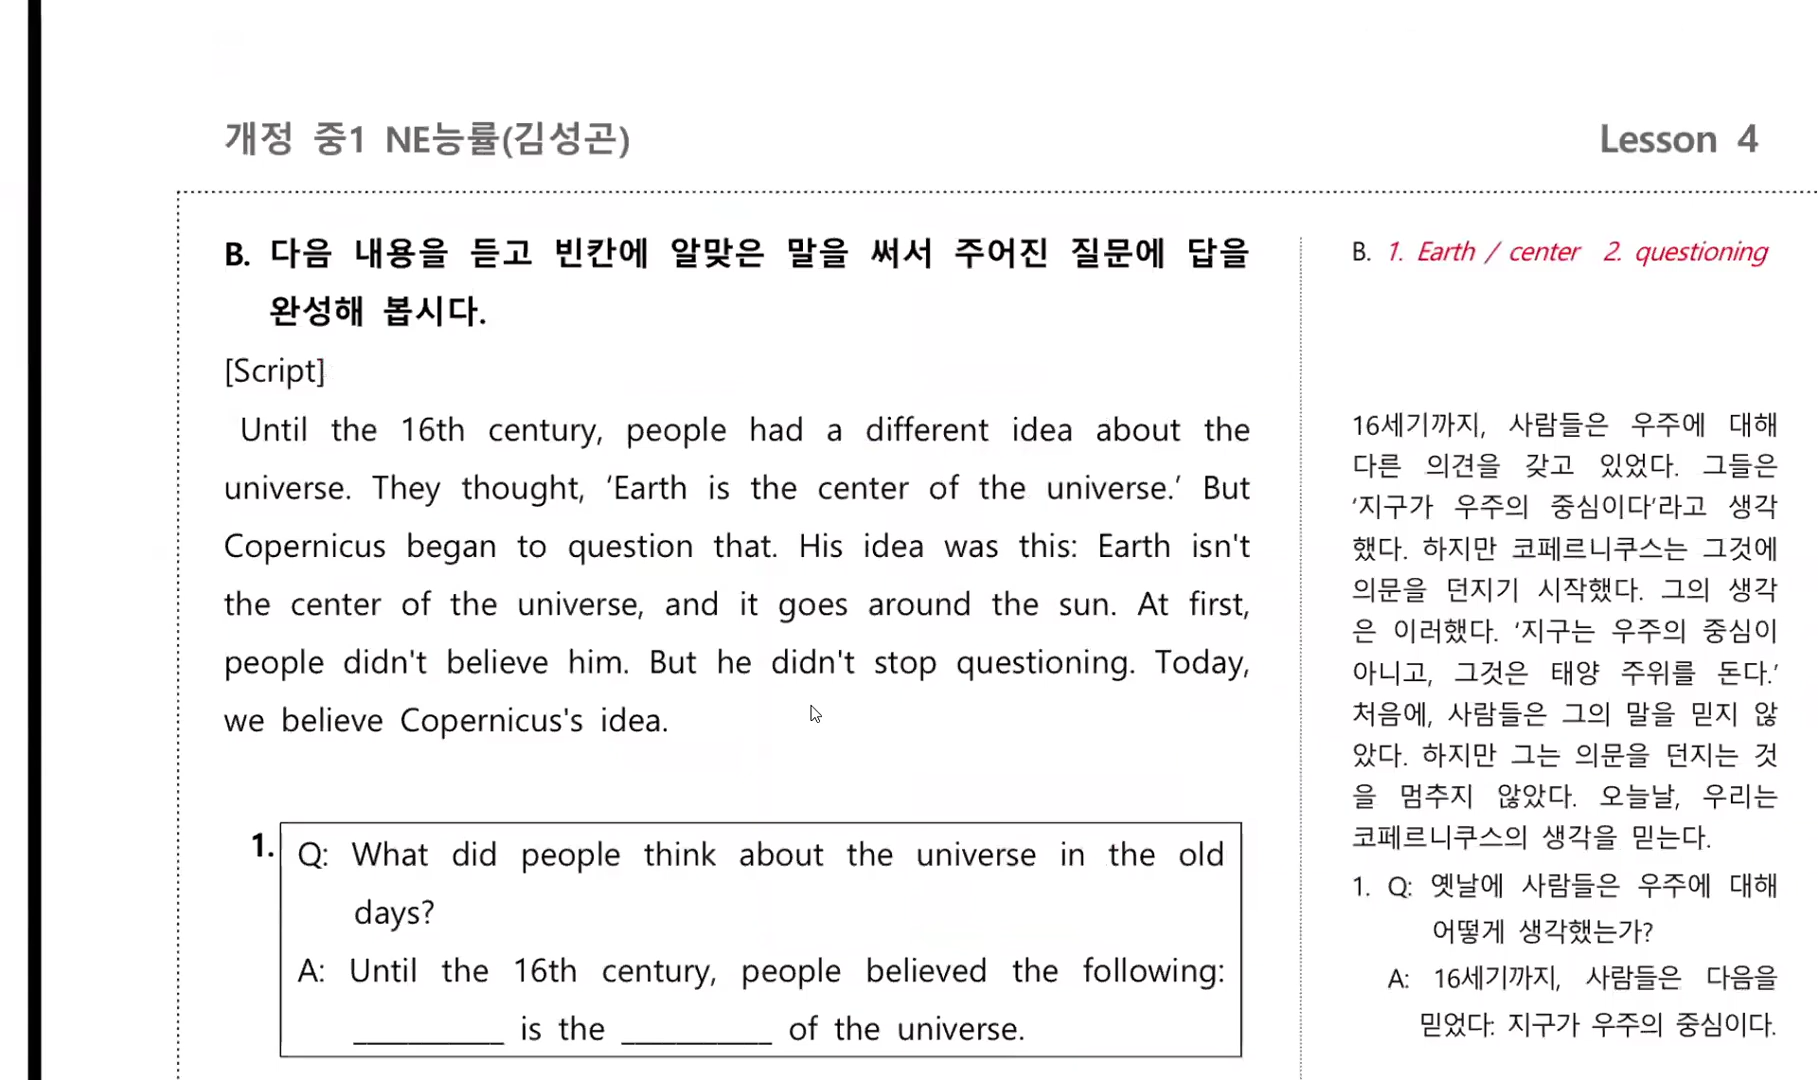 개정 중1 NE능률(김성곤)
Lesson 4
B. 다음 내용을 듣고 빈칸에 알맞은 말을 써서 주어진 질문에 답을
완성해 봅시다.
[Script]
Until the 16th century, people had a different idea about the
universe. They thought, ‘Earth is the center of the universe.’ But
Copernicus began to question that. His idea was this: Earth isn't
the center of the universe, and it goes around the sun. At first,
people didn't believe him. But he didn't stop questioning. Today,
we believe Copernicus's idea.
1.
Q: What did people think about the universe in the old
days?
A: Until the 16th century, people believed the following:
__________ is the __________ of the universe.
B. 1. Earth / center 2. questioning
16세기까지, 사람들은 우주에 대해
다른 의견을 갖고 있었다. 그들은
‘지구가 우주의 중심이다’라고 생각
했다. 하지만 코페르니쿠스는 그것에
의문을 던지기 시작했다. 그의 생각
은 이러했다. ‘지구는 우주의 중심이
아니고, 그것은 태양 주위를 돈다.’
처음에, 사람들은 그의 말을 믿지 않
았다. 하지만 그는 의문을 던지는 것
을 멈추지 않았다. 오늘날, 우리는
코페르니쿠스의 생각을 믿는다.
1. Q: 옛날에 사람들은 우주에 대해
어떻게 생각했는가?
A: 16세기까지, 사람들은 다음을
믿었다: 지구가 우주의 중심이다.